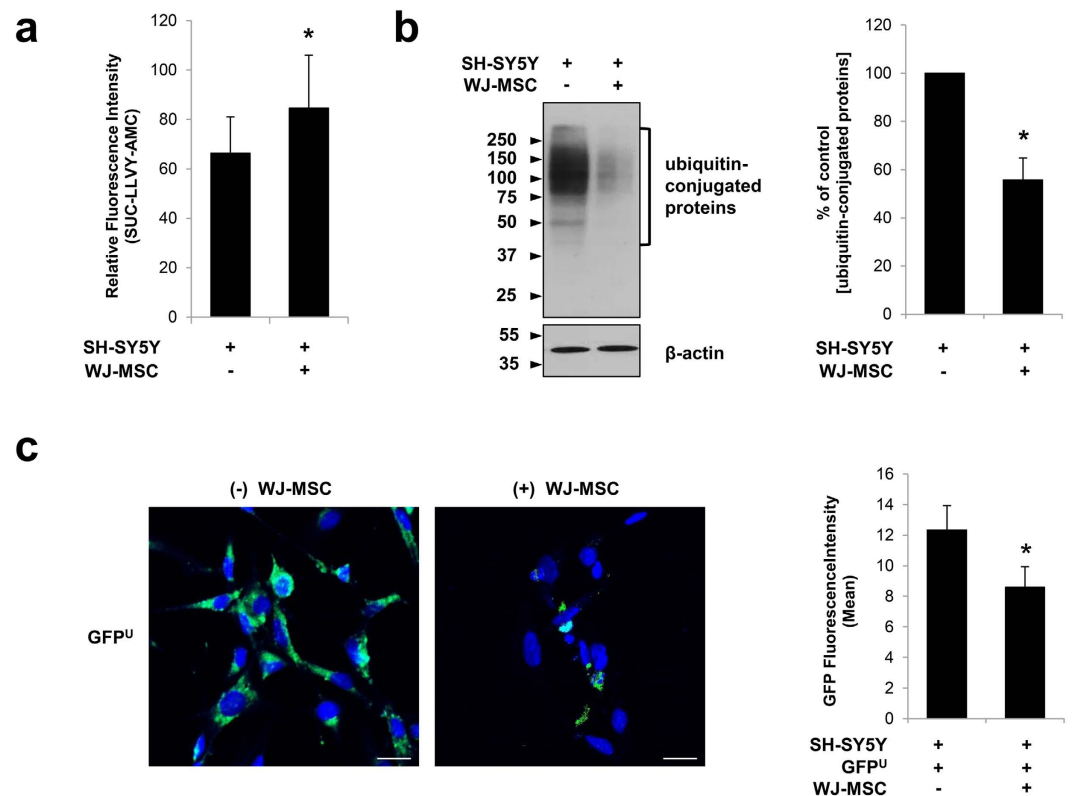 a
120
100
80
60
40
20
0
Relative Fluorescence Intensity
(SUC-LLVY-AMC)
*
SH-SY5Y + +
WJ-MSC - +
b
SH-SY5Y + +
WJ-MSC - +
250
150
100
75
50
37
25
ubiquitin-
conjugated
proteins
55
35
β-actin
120
100
80
60
40
20
0
% of control
[ubiquitin-conjugated proteins]
*
SH-SY5Y + +
WJ-MSC - +
c
(-) WJ-MSC
(+) WJ-MSC
GFPᵁ
16
14
12
10
8
6
4
2
0
GFP FluorescenceIntensity
(Mean)
*
SH-SY5Y + +
GFPᵁ + +
WJ-MSC - +